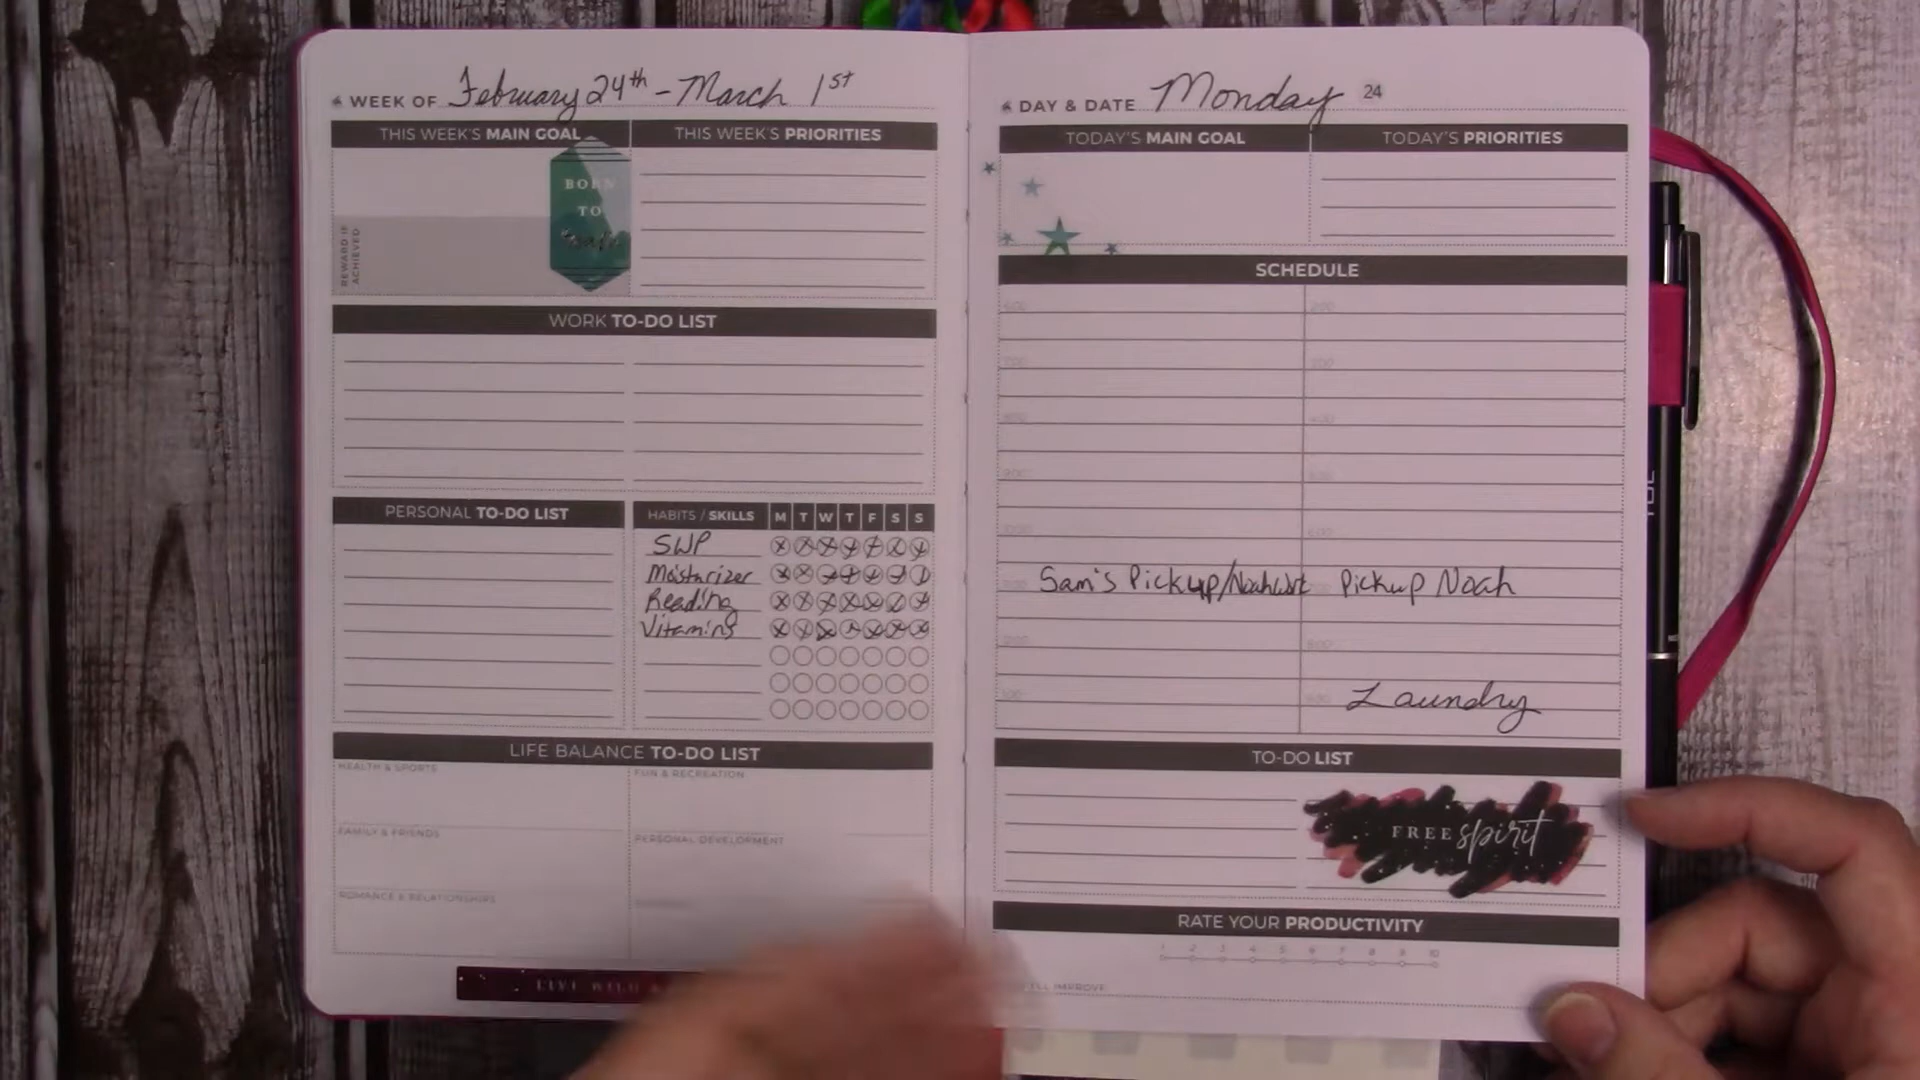 WEEK OF February 24th - March 1st
THIS WEEK'S MAIN GOAL
THIS WEEK'S PRIORITIES
BORN
TO
REWARD IF
ACHIEVED
WORK TO-DO LIST
PERSONAL TO-DO LIST
HABITS / SKILLS M T W T F S S
SWP
Moisturizer
Reading
Vitamins
LIFE BALANCE TO-DO LIST
HEALTH & SPORTS
FUN & RECREATION
FAMILY & FRIENDS
PERSONAL DEVELOPMENT
ROMANCE & RELATIONSHIPS
LIVE WILD
DAY & DATE Monday 24
TODAY'S MAIN GOAL
TODAY'S PRIORITIES
SCHEDULE
Sam's Pickup/Noah Pickup Noah
Laundry
TO-DO LIST
FREE spirit
RATE YOUR PRODUCTIVITY
1 2 3 4 5 6 7 8 9 10
I'LL IMPROVE